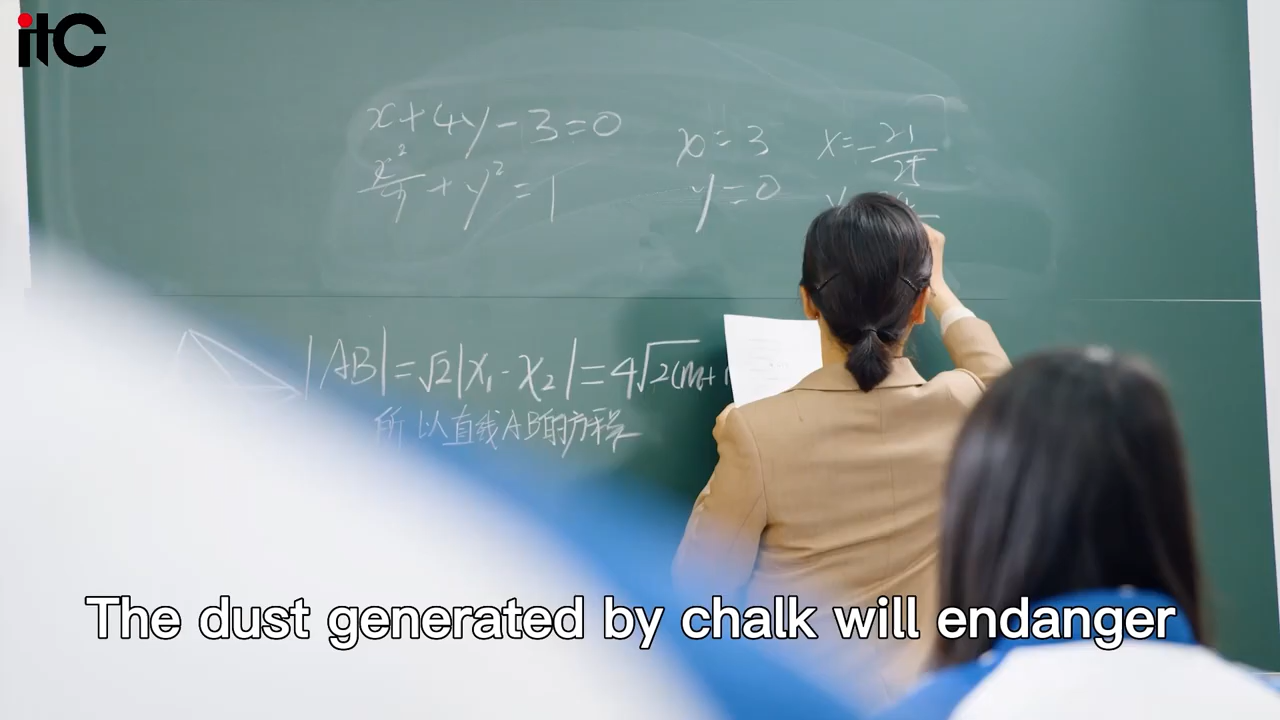 itc
x+4y-3=0
x²/9+y²=1
x=3
y=0
x=-21/25
|AB|=√2|x₁-x₂|=4√2(m+
所以直线AB的方程
The dust generated by chalk will endanger